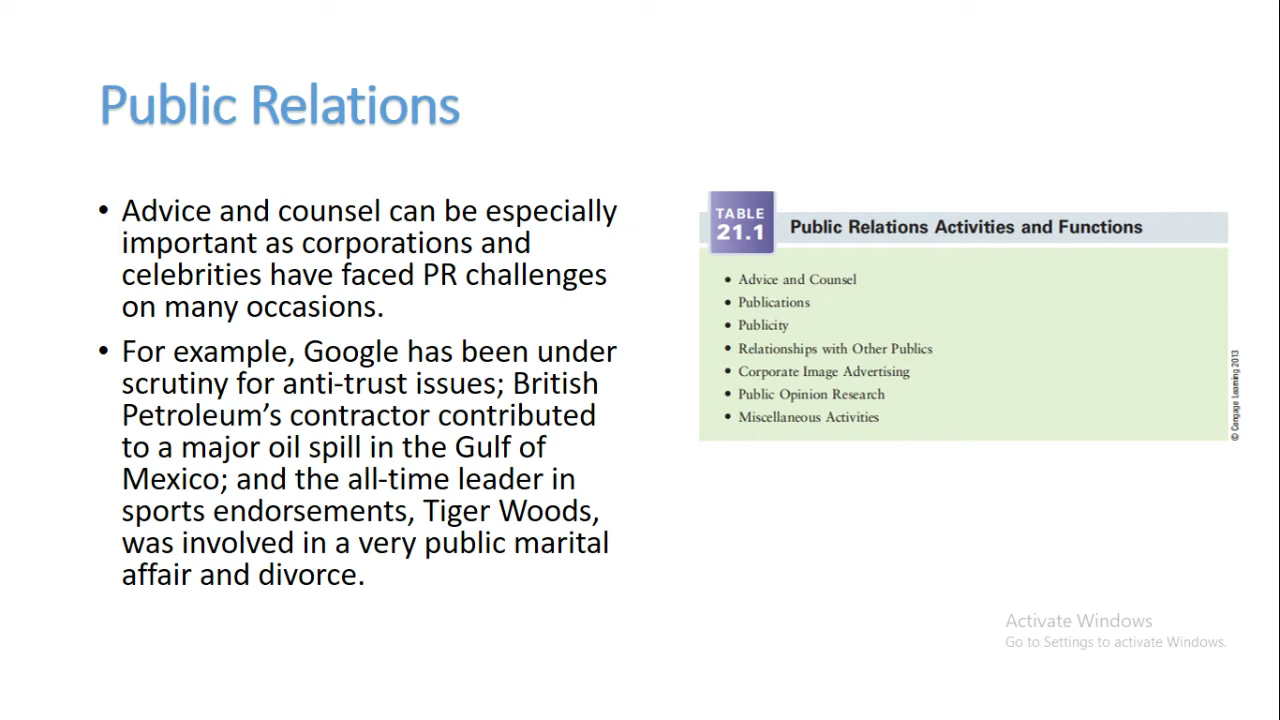 Public Relations
• Advice and counsel can be especially
important as corporations and
celebrities have faced PR challenges
on many occasions.
• For example, Google has been under
scrutiny for anti-trust issues; British
Petroleum’s contractor contributed
to a major oil spill in the Gulf of
Mexico; and the all-time leader in
sports endorsements, Tiger Woods,
was involved in a very public marital
affair and divorce.
TABLE
21.1
Public Relations Activities and Functions
• Advice and Counsel
• Publications
• Publicity
• Relationships with Other Publics
• Corporate Image Advertising
• Public Opinion Research
• Miscellaneous Activities
© Cengage Learning 2013
Activate Windows
Go to Settings to activate Windows.